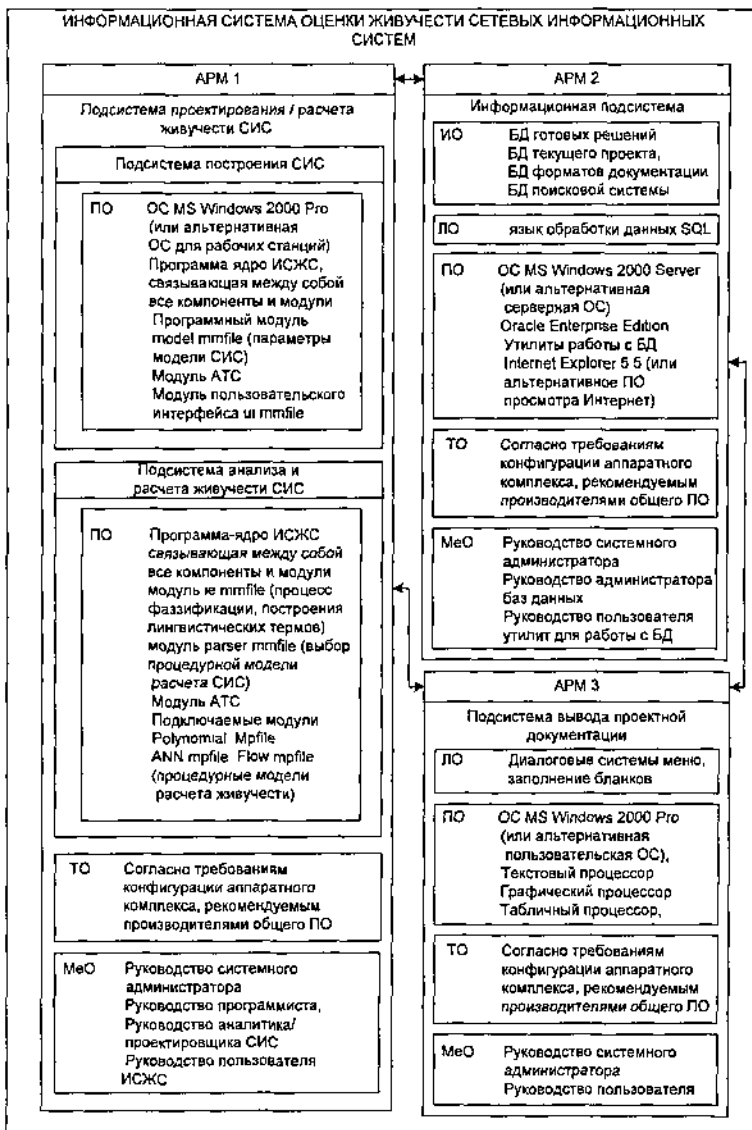 ИНФОРМАЦИОННАЯ СИСТЕМА ОЦЕНКИ ЖИВУЧЕСТИ СЕТЕВЫХ ИНФОРМАЦИОННЫХ
СИСТЕМ
АРМ 1
Подсистема проектирования / расчета
живучести СИС
Подсистема построения СИС
ПО ОС MS Windows 2000 Pro
(или альтернативная
ОС для рабочих станций)
Программа ядро ИСЖС,
связывающая между собой
все компоненты и модули
Программный модуль
model mmfile (параметры
модели СИС)
Модуль АТС
Модуль пользовательского
интерфейса ui mmfile
Подсистема анализа и
расчета живучести СИС
ПО Программа-ядро ИСЖС
связывающая между собой
все компоненты и модули
модуль ie mmfile (процесс
фаззификации, построения
лингвистических термов)
модуль parser mmfile (выбор
процедурной модели
расчета СИС)
Модуль АТС
Подключаемые модули
Polynomial Mpfile
ANN mpfile Flow mpfile
(процедурные модели
расчета живучести)
ТО Согласно требованиям
конфигурации аппаратного
комплекса, рекомендуемым
производителями общего ПО
МеО Руководство системного
администратора
Руководство программиста,
Руководство аналитика/
проектировщика СИС
Руководство пользователя
ИСЖС
АРМ 2
Информационная подсистема
ИО БД готовых решений
БД текущего проекта,
БД форматов документации
БД поисковой системы
ЛО язык обработки данных SQL
ПО ОС MS Windows 2000 Server
(или альтернативная
серверная ОС)
Oracle Enterprise Edition
Утилиты работы с БД
Internet Explorer 5 5 (или
альтернативное ПО
просмотра Интернет)
ТО Согласно требованиям
конфигурации аппаратного
комплекса, рекомендуемым
производителями общего ПО
МеО Руководство системного
администратора
Руководство администратора
баз данных
Руководство пользователя
утилит для работы с БД
АРМ 3
Подсистема вывода проектной
документации
ЛО Диалоговые системы меню,
заполнение бланков
ПО ОС MS Windows 2000 Pro
(или альтернативная
пользовательская ОС),
Текстовый процессор
Графический процессор
Табличный процессор,
ТО Согласно требованиям
конфигурации аппаратного
комплекса, рекомендуемым
производителями общего ПО
МеО Руководство системного
администратора
Руководство пользователя